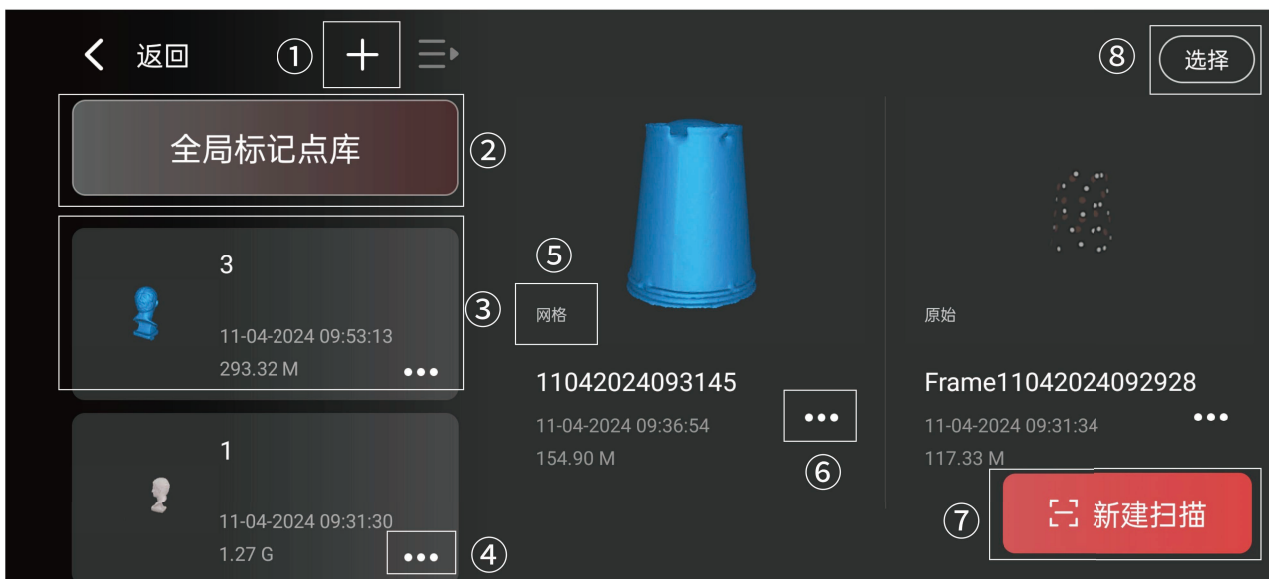 返回
①
⑧
选择
全局标记点库
②
3
11-04-2024 09:53:13
293.32 M
③
1
11-04-2024 09:31:30
1.27 G
④
⑤
网格
11042024093145
11-04-2024 09:36:54
154.90 M
⑥
原始
Frame11042024092928
11-04-2024 09:31:34
117.33 M
⑦
新建扫描